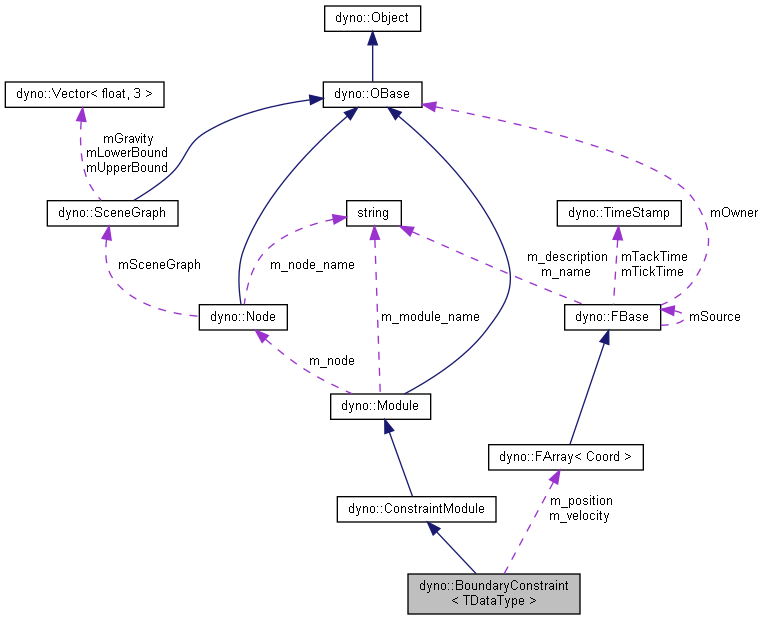 dyno::Object
dyno::Vector< float, 3 >
dyno::OBase
mGravity
mLowerBound
mUpperBound
dyno::SceneGraph
string
dyno::TimeStamp
mOwner
mSceneGraph
m_node_name
m_description
m_name
mTackTime
mTickTime
dyno::Node
m_module_name
dyno::FBase
mSource
m_node
dyno::Module
dyno::FArray< Coord >
m_position
m_velocity
dyno::ConstraintModule
dyno::BoundaryConstraint
< TDataType >